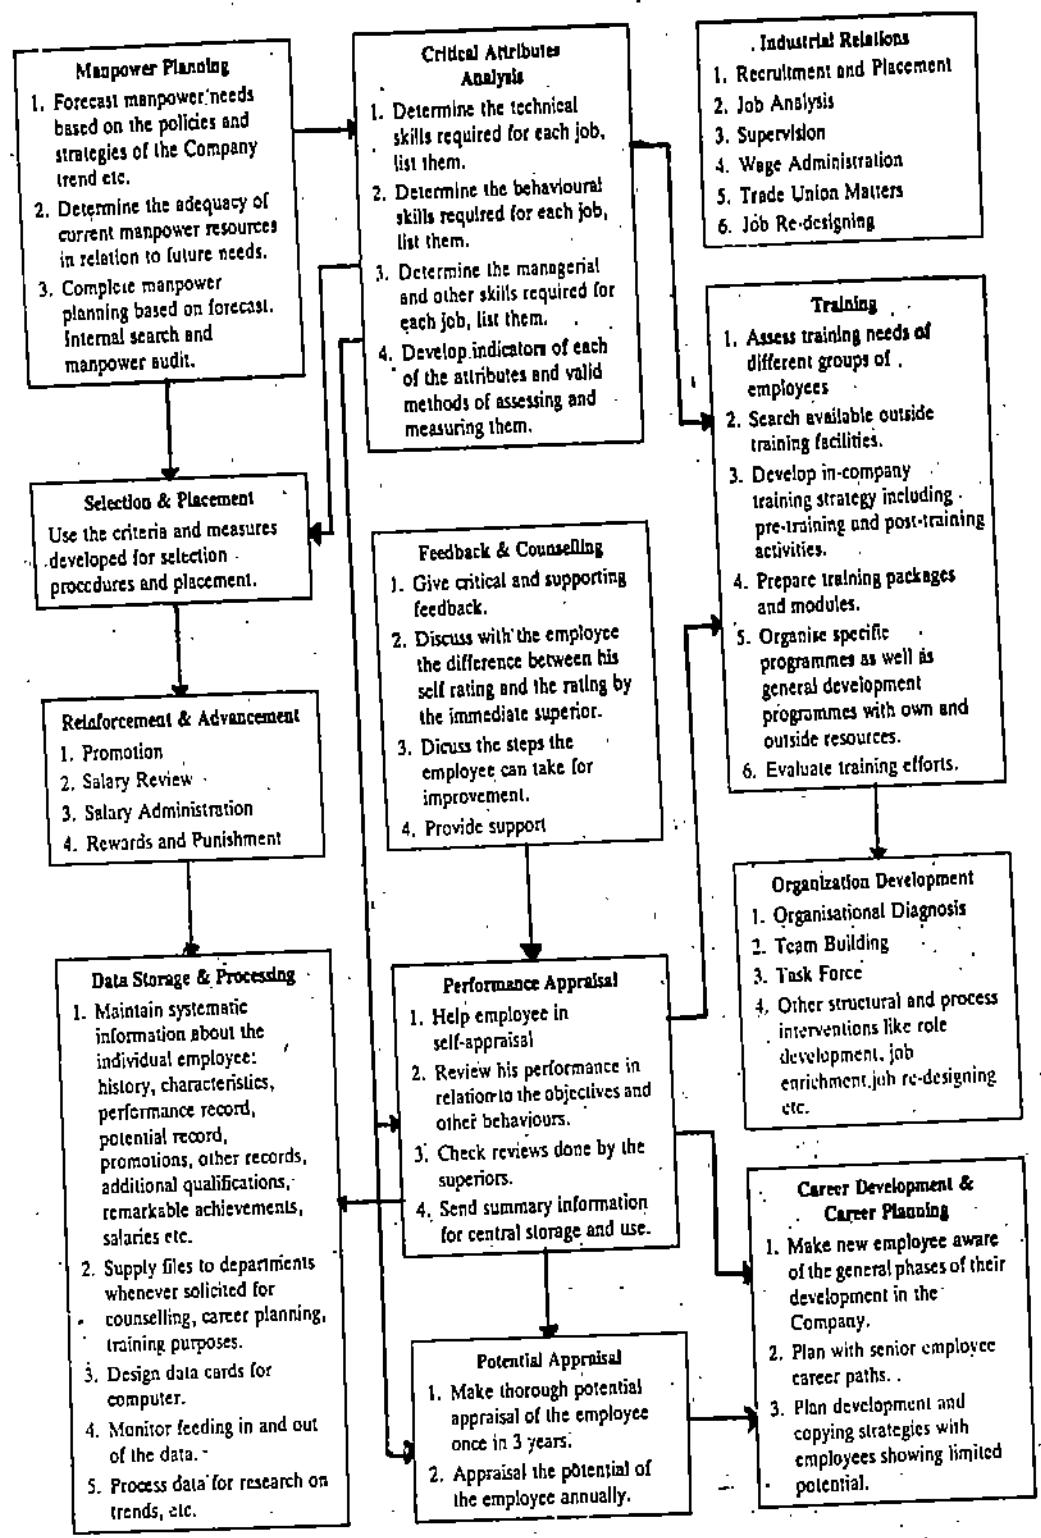 Manpower Planning
1. Forecast manpower needs
based on the policies and
strategies of the Company
trend etc.
2. Determine the adequacy of
current manpower resources
in relation to future needs.
3. Complete manpower
planning based on forecast.
Internal search and
manpower audit.
Selection & Placement
Use the criteria and measures
developed for selection
procedures and placement.
Reinforcement & Advancement
1. Promotion
2. Salary Review
3. Salary Administration
4. Rewards and Punishment
Data Storage & Processing
1. Maintain systematic
information about the
individual employee:
history, characteristics,
performance record,
potential record,
promotions, other records,
additional qualifications,
remarkable achievements,
salaries etc.
2. Supply files to departments
whenever solicited for
counselling, career planning,
training purposes.
3. Design data cards for
computer.
4. Monitor feeding in and out
of the data.
5. Process data for research on
trends, etc.
Critical Attributes
Analysis
1. Determine the technical
skills required for each job,
list them.
2. Determine the behavioural
skills required for each job,
list them.
3. Determine the managerial
and other skills required for
each job, list them.
4. Develop indicators of each
of the attributes and valid
methods of assessing and
measuring them.
Feedback & Counselling
1. Give critical and supporting
feedback.
2. Discuss with the employee
the difference between his
self rating and the rating by
the immediate superior.
3. Dicuss the steps the
employee can take for
improvement.
4. Provide support
Performance Appraisal
1. Help employee in
self-appraisal
2. Review his performance in
relation to the objectives and
other behaviours.
3. Check reviews done by the
superiors.
4. Send summary information
for central storage and use.
Potential Appraisal
1. Make thorough potential
appraisal of the employee
once in 3 years.
2. Appraisal the potential of
the employee annually.
Industrial Relations
1. Recruitment and Placement
2. Job Analysis
3. Supervision
4. Wage Administration
5. Trade Union Matters
6. Job Re-designing
Training
1. Assess training needs of
different groups of
employees
2. Search available outside
training facilities.
3. Develop in-company
training strategy including
pre-training and post-training
activities.
4. Prepare training packages
and modules.
5. Organise specific
programmes as well as
general development
programmes with own and
outside resources.
6. Evaluate training efforts.
Organization Development
1. Organisational Diagnosis
2. Team Building
3. Task Force
4. Other structural and process
interventions like role
development, job
enrichment, job re-designing
etc.
Career Development &
Career Planning
1. Make new employee aware
of the general phases of their
development in the
Company.
2. Plan with senior employee
career paths.
3. Plan development and
copying strategies with
employees showing limited
potential.